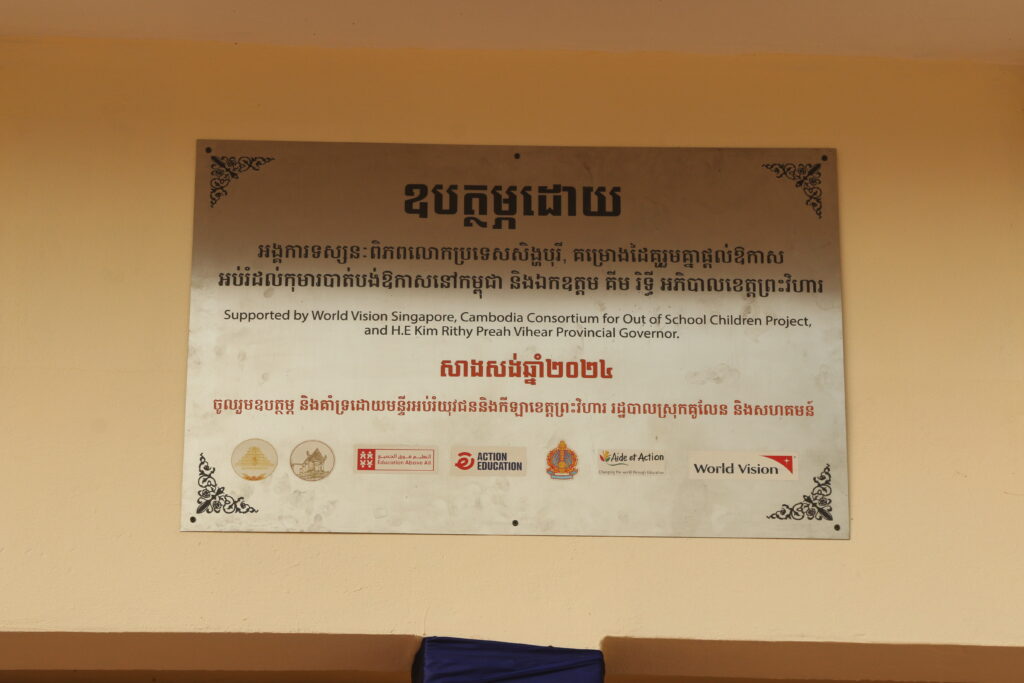 ឧបត្ថម្ភដោយ
អង្គការទស្សនៈពិភពលោកប្រទេសសិង្ហបុរី, គម្រោងដៃគូរួមគ្នាផ្តល់ឱកាស
អប់រំដល់កុមារបាត់បង់ឱកាសនៅកម្ពុជា និងឯកឧត្តម គីម រិទ្ធី អភិបាលខេត្តព្រះវិហារ
Supported by World Vision Singapore, Cambodia Consortium for Out of School Children Project,
and H.E Kim Rithy Preah Vihear Provincial Governor.
សាងសង់ឆ្នាំ២០២៤
ចូលរួមឧបត្ថម្ភ និងគាំទ្រដោយមន្ទីរអប់រំយុវជននិងកីឡាខេត្តព្រះវិហារ រដ្ឋបាលស្រុកគូលែន និងសហគមន៍
التعليم فوق الجميع
Education Above All
ACTION
EDUCATION
Aide et Action
Changing the world through Education
World Vision